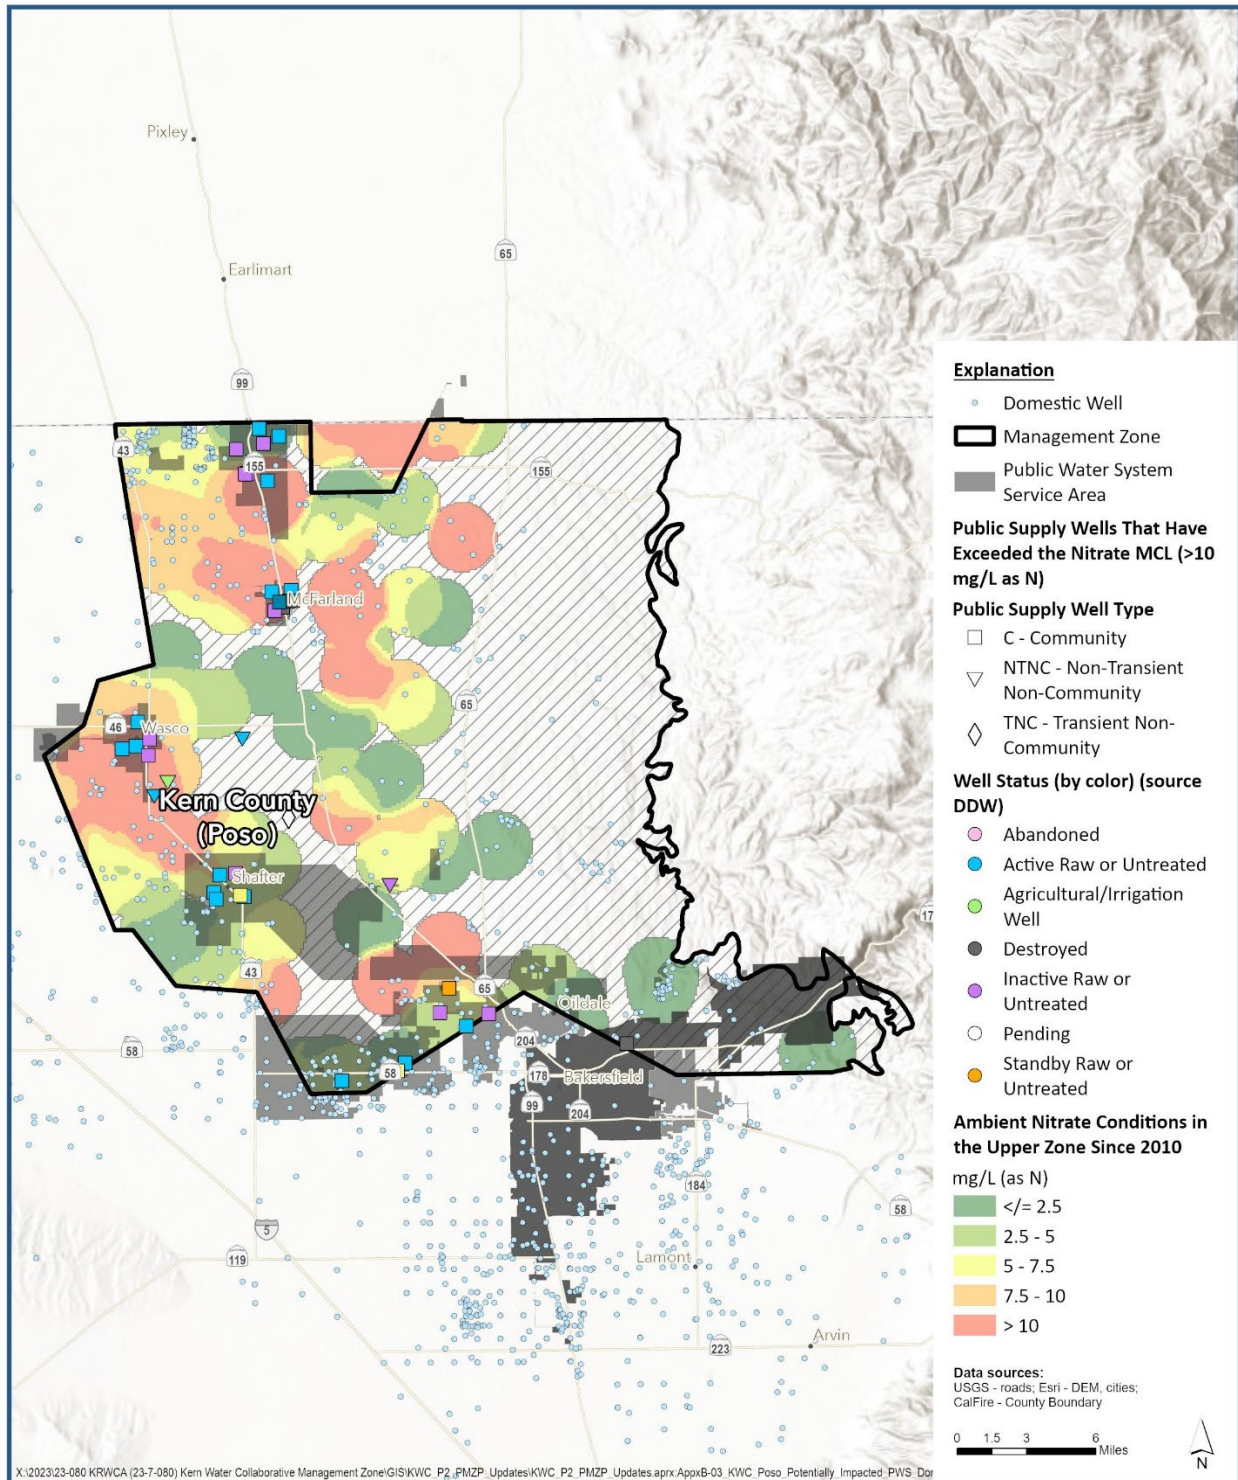 Pixley
Earlimart
65
99
43
155
155
McFarland
65
46
Wasco
Kern County
(Poso)
Shafter
43
65
Oildale
58
204
58
178
Bakersfield
99
204
184
58
5
119
Lamont
223
Arvin
Explanation
Domestic Well
Management Zone
Public Water System
Service Area
Public Supply Wells That Have
Exceeded the Nitrate MCL (>10
mg/L as N)
Public Supply Well Type
C - Community
NTNC - Non-Transient
Non-Community
TNC - Transient Non-
Community
Well Status (by color) (source
DDW)
Abandoned
Active Raw or Untreated
Agricultural/Irrigation
Well
Destroyed
Inactive Raw or
Untreated
Pending
Standby Raw or
Untreated
Ambient Nitrate Conditions in
the Upper Zone Since 2010
mg/L (as N)
</= 2.5
2.5 - 5
5 - 7.5
7.5 - 10
> 10
Data sources:
USGS - roads; Esri - DEM, cities;
CalFire - County Boundary
0 1.5 3 6
Miles
N
X:\2023\23-080 KRWCA (23-7-080) Kern Water Collaborative Management Zone\GIS\KWC_P2_PMZP_Updates\KWC_P2_PMZP_Updates.aprx:AppxB-03_KWC_Poso_Potentially_Impacted_PWS_Dor